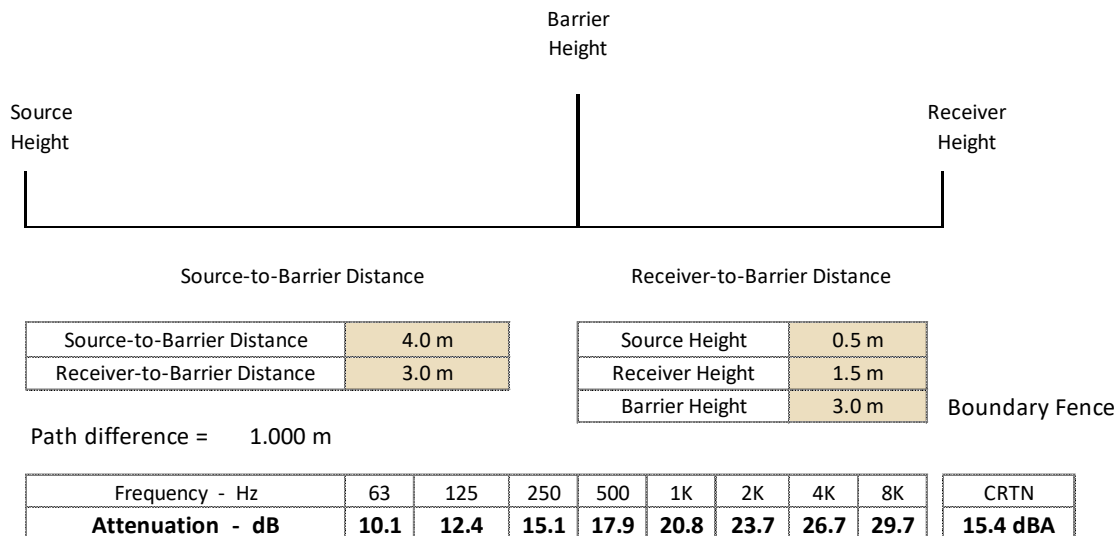 Barrier
Height
Source
Height
Receiver
Height
Source-to-Barrier Distance
Receiver-to-Barrier Distance
Source-to-Barrier Distance 4.0 m
Receiver-to-Barrier Distance 3.0 m
Source Height 0.5 m
Receiver Height 1.5 m
Barrier Height 3.0 m Boundary Fence
Path difference = 1.000 m
Frequency - Hz 63 125 250 500 1K 2K 4K 8K CRTN
Attenuation - dB 10.1 12.4 15.1 17.9 20.8 23.7 26.7 29.7 15.4 dBA